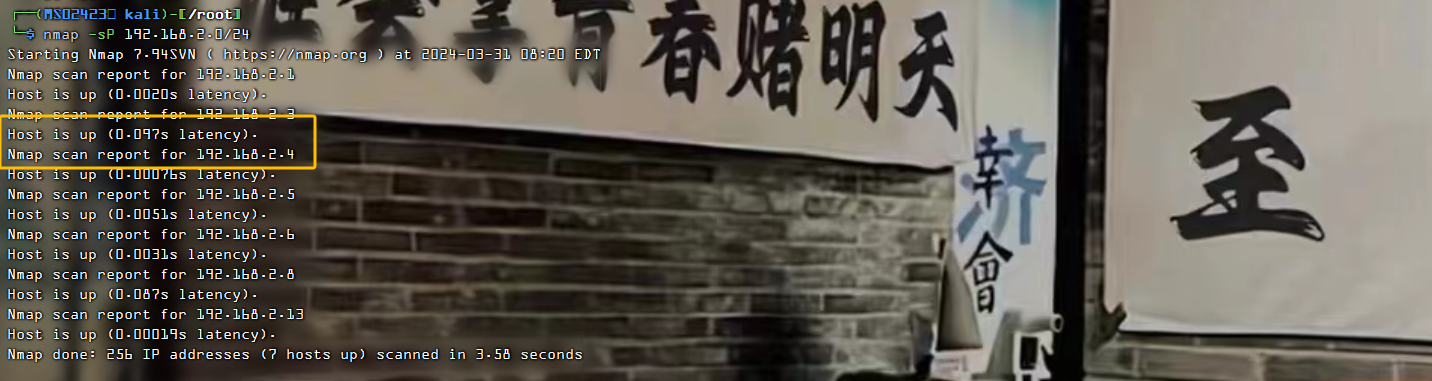 ┌──(MS02423㉿ kali)-[/root]
└─$ nmap -sP 192.168.2.0/24
Starting Nmap 7.94SVN ( https://nmap.org ) at 2024-03-31 08:20 EDT
Nmap scan report for 192.168.2.1
Host is up (0.0020s latency).
Nmap scan report for 192.168.2.3
Host is up (0.097s latency).
Nmap scan report for 192.168.2.4
Host is up (0.00076s latency).
Nmap scan report for 192.168.2.5
Host is up (0.0051s latency).
Nmap scan report for 192.168.2.6
Host is up (0.0031s latency).
Nmap scan report for 192.168.2.8
Host is up (0.087s latency).
Nmap scan report for 192.168.2.13
Host is up (0.00019s latency).
Nmap done: 256 IP addresses (7 hosts up) scanned in 3.58 seconds
青春赌明天
幸會
至